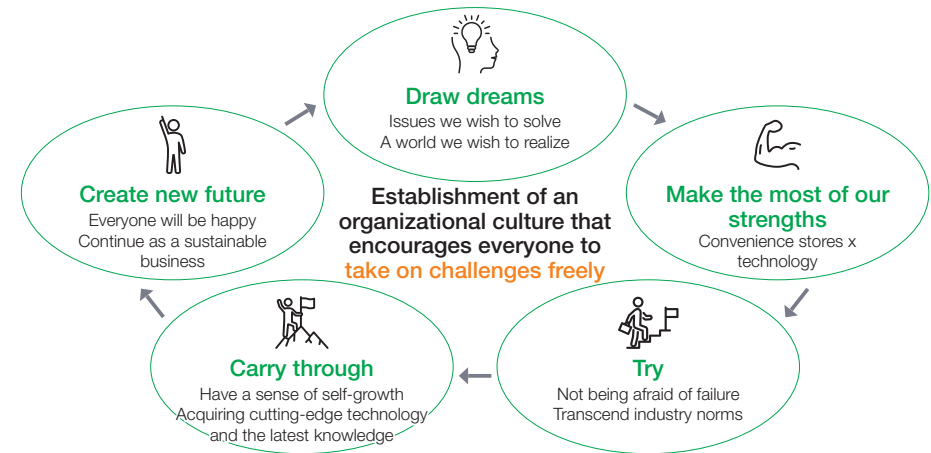 Draw dreams
Issues we wish to solve
A world we wish to realize
Make the most of our
strengths
Convenience stores x
technology
Try
Not being afraid of failure
Transcend industry norms
Carry through
Have a sense of self-growth
Acquiring cutting-edge technology
and the latest knowledge
Create new future
Everyone will be happy
Continue as a sustainable
business
Establishment of an
organizational culture that
encourages everyone to
take on challenges freely